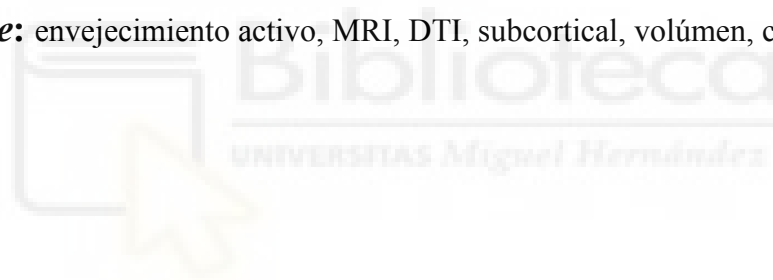 e: envejecimiento activo, MRI, DTI, subcortical, volúmen, c
Biblioteca
UNIVERSITAS Miguel Hernández